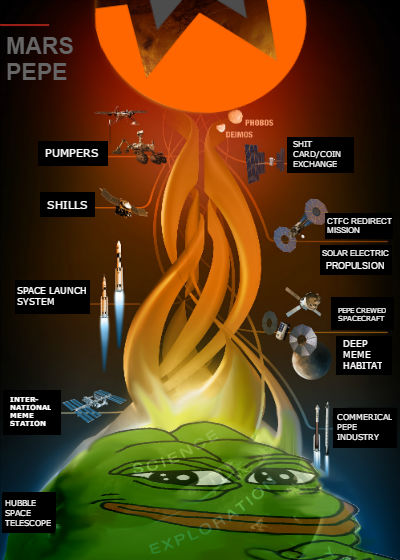 MARS
PEPE
PHOBOS
DEIMOS
PUMPERS
SHIT
CARD/COIN
EXCHANGE
SHILLS
CTFC REDIRECT
MISSION
SOLAR ELECTRIC
PROPULSION
SPACE LAUNCH
SYSTEM
PEPE CREWED
SPACECRAFT
DEEP
MEME
HABITAT
INTER-
NATIONAL
MEME
STATION
COMMERICAL
PEPE
INDUSTRY
SCIENCE
HUBBLE
SPACE
TELESCOPE
EXPLORATION